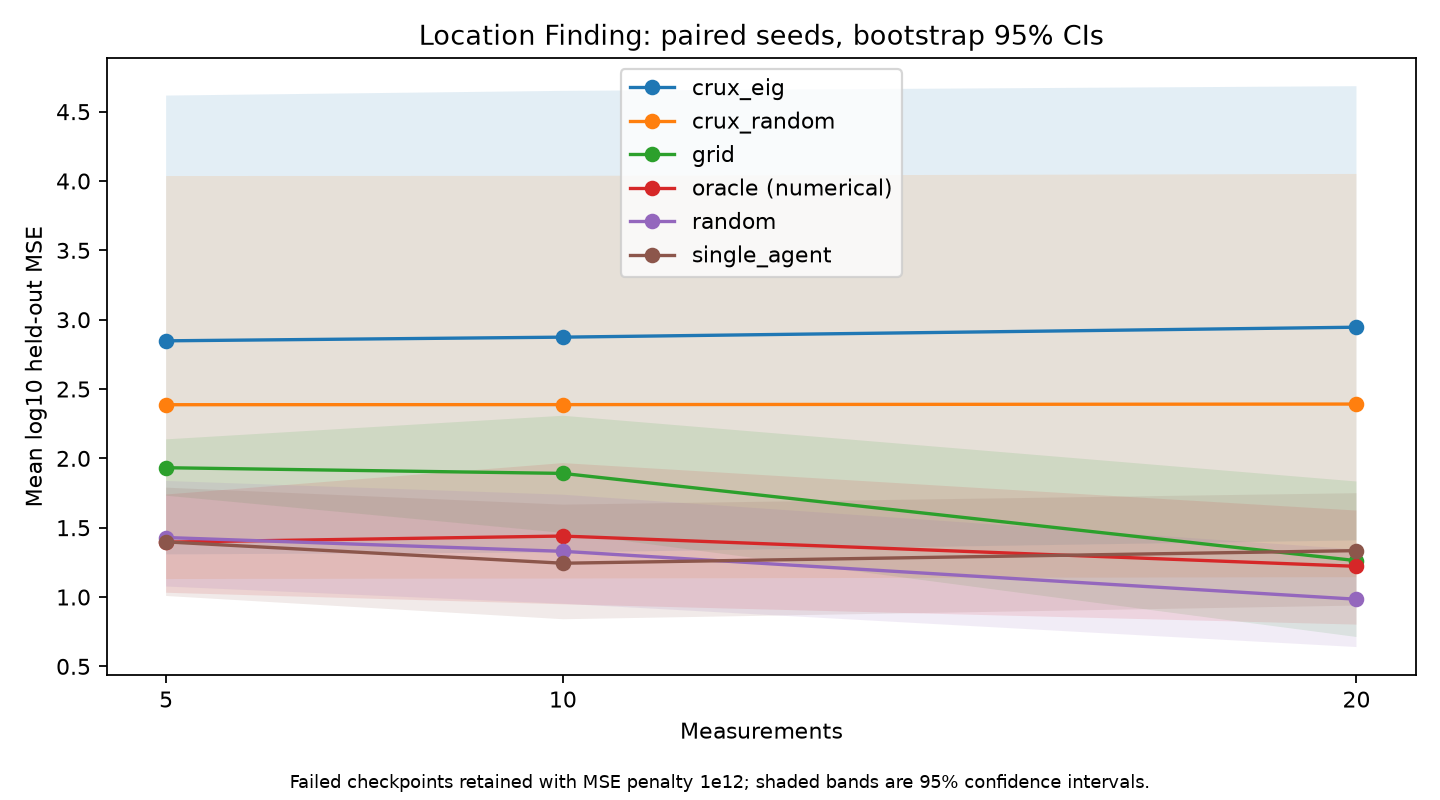 Location Finding: paired seeds, bootstrap 95% CIs
Mean log10 held-out MSE
4.5
4.0
3.5
3.0
2.5
2.0
1.5
1.0
0.5
crux_eig
crux_random
grid
oracle (numerical)
random
single_agent
5
10
20
Measurements
Failed checkpoints retained with MSE penalty 1e12; shaded bands are 95% confidence intervals.